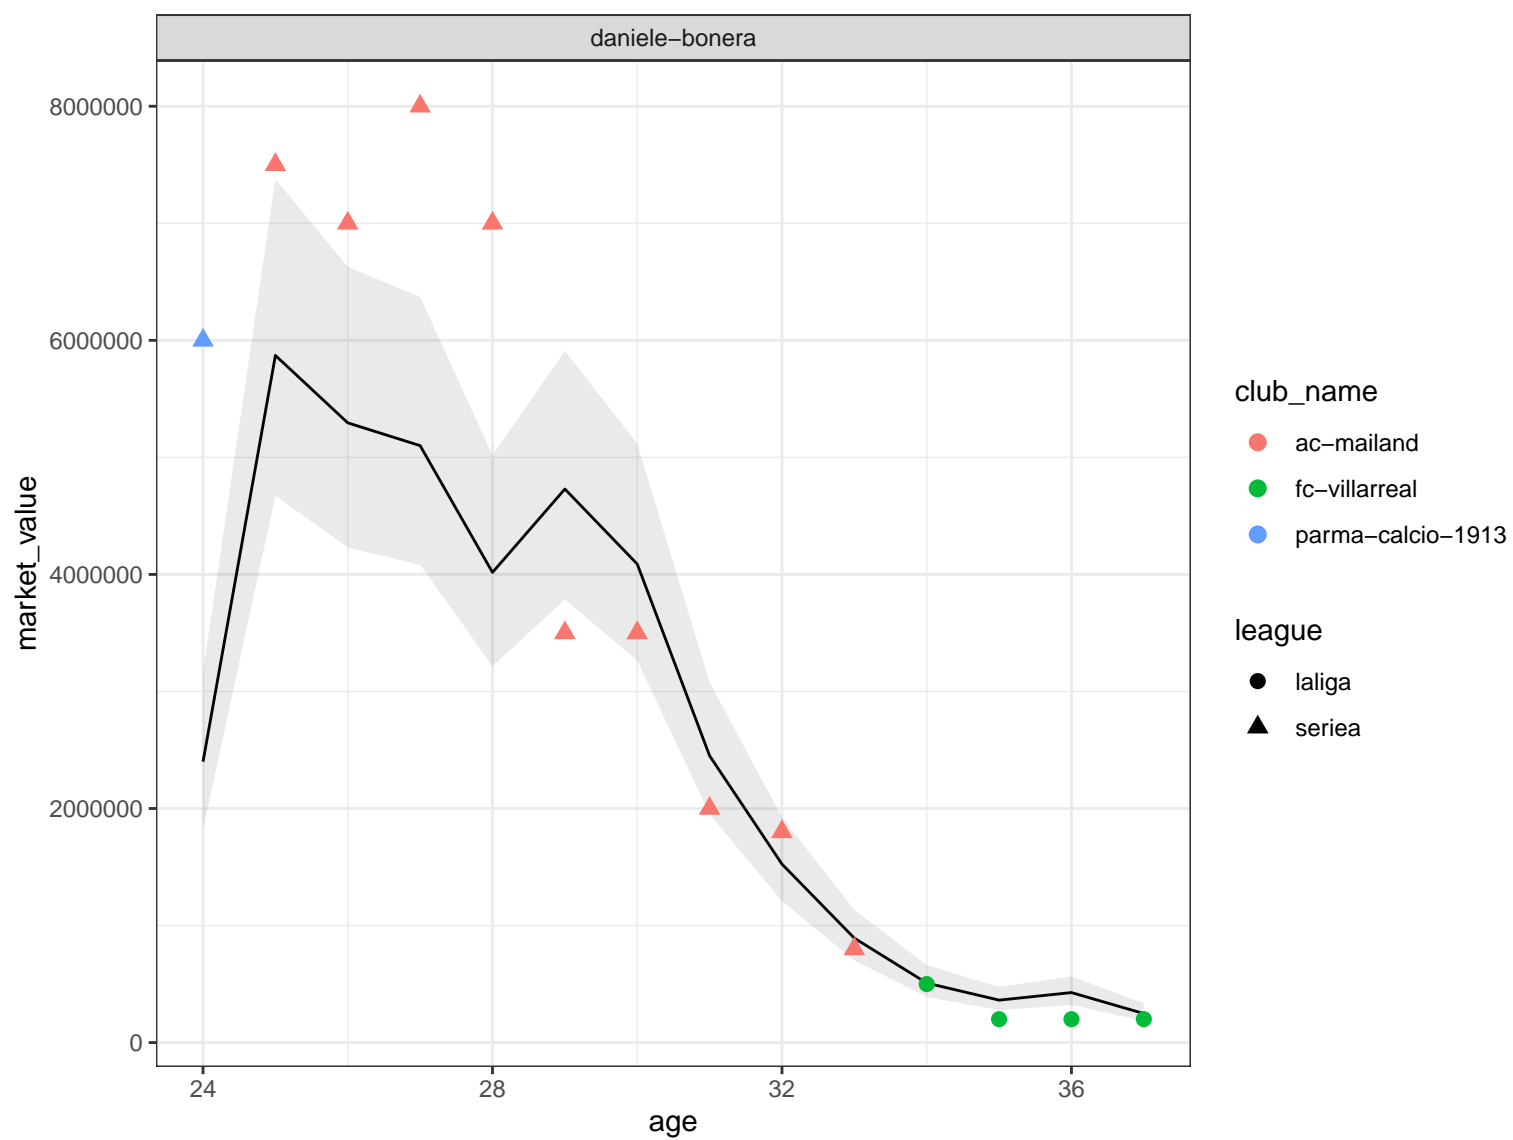 daniele−bonera
8000000
6000000
4000000
2000000
0
market_value
24
28
32
36
age
club_name
ac−mailand
fc−villarreal
parma−calcio−1913
league
laliga
seriea